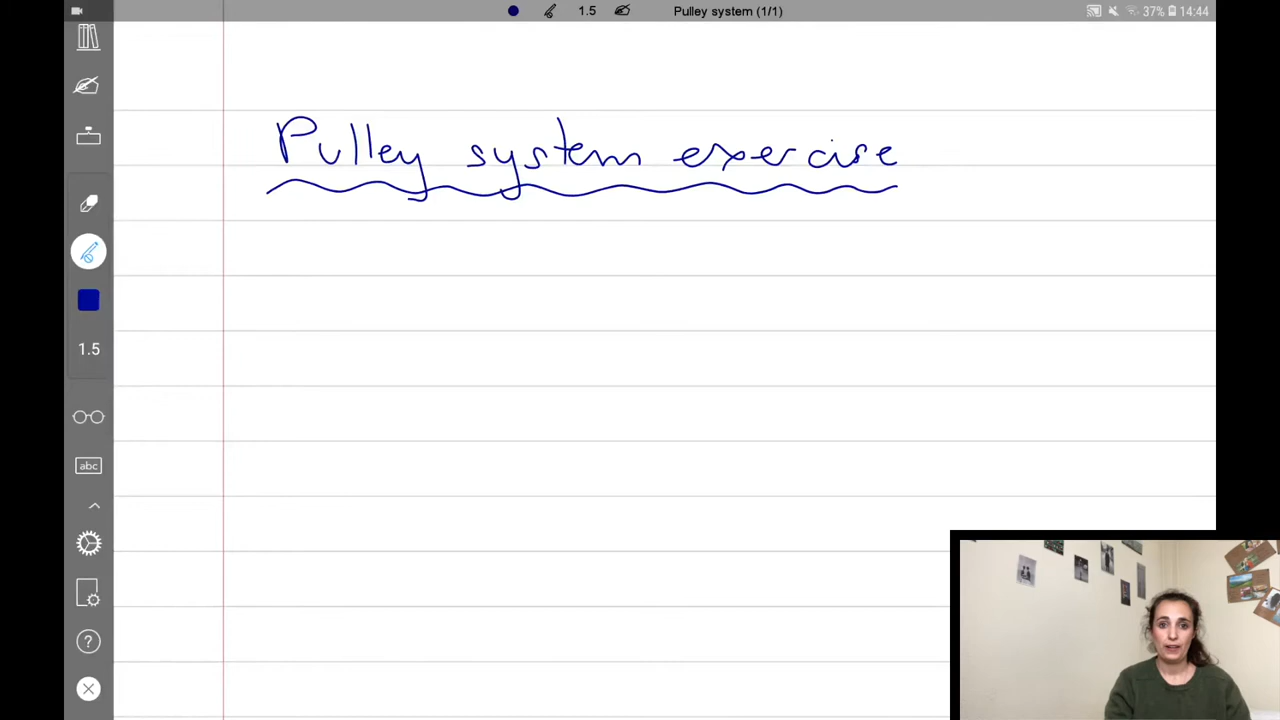 1.5 Pulley system (1/1) 37% 14:44
Pulley system exercise
1.5
abc
?